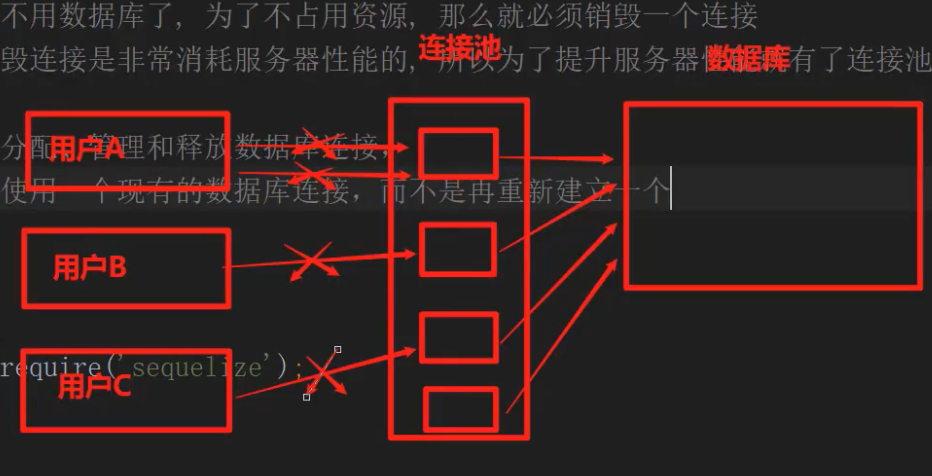 不用数据库了, 为了不占用资源, 那么就必须销毁一个连接
连接池
数据库
毁连接是非常消耗服务器性能的, 所以为了提升服务器 有了连接池
用户A
分配 管理和释放数据库连接,
使用 个现有的数据库连接, 而不是再重新建立一个
用户B
require('sequelize');
用户C